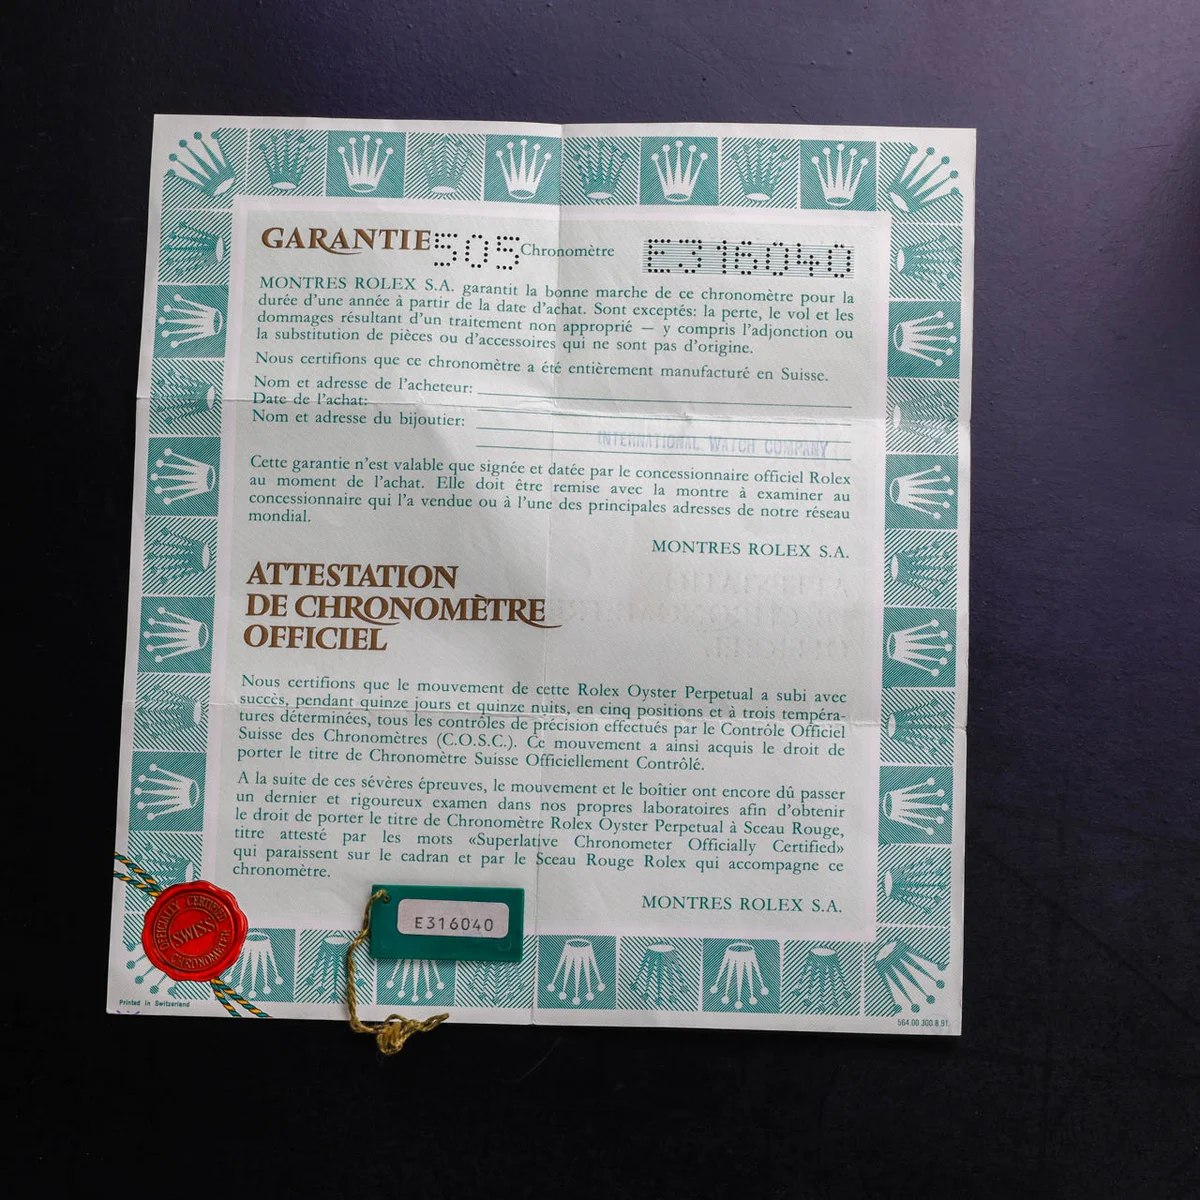 GARANTIE 505 Chronomètre E316040
MONTRES ROLEX S.A. garantit la bonne marche de ce chronomètre pour la
durée d'une année à partir de la date d'achat. Sont exceptés: la perte, le vol et les
dommages résultant d'un traitement non approprié — y compris l'adjonction ou
la substitution de pièces ou d'accessoires qui ne sont pas d'origine.
Nous certifions que ce chronomètre a été entièrement manufacturé en Suisse.
Nom et adresse de l'acheteur:
Date de l'achat:
Nom et adresse du bijoutier:
INTERNATIONAL WATCH COMPANY
Cette garantie n'est valable que signée et datée par le concessionnaire officiel Rolex
au moment de l'achat. Elle doit être remise avec la montre à examiner au
concessionnaire qui l'a vendue ou à l'une des principales adresses de notre réseau
mondial.
MONTRES ROLEX S.A.
ATTESTATION
DE CHRONOMÈTRE
OFFICIEL
Nous certifions que le mouvement de cette Rolex Oyster Perpetual a subi avec
succès, pendant quinze jours et quinze nuits, en cinq positions et à trois tempéra-
tures déterminées, tous les contrôles de précision effectués par le Contrôle Officiel
Suisse des Chronomètres (C.O.S.C.). Ce mouvement a ainsi acquis le droit de
porter le titre de Chronomètre Suisse Officiellement Contrôlé.
A la suite de ces sévères épreuves, le mouvement et le boîtier ont encore dû passer
un dernier et rigoureux examen dans nos propres laboratoires afin d'obtenir
le droit de porter le titre de Chronomètre Rolex Oyster Perpetual à Sceau Rouge,
titre attesté par les mots «Superlative Chronometer Officially Certified»
qui paraissent sur le cadran et par le Sceau Rouge Rolex qui accompagne ce
chronomètre.
MONTRES ROLEX S.A.
E316040
OFFICIALLY CERTIFIED
SWISS
CHRONOMETER
Printed in Switzerland
564.00.300.8.91